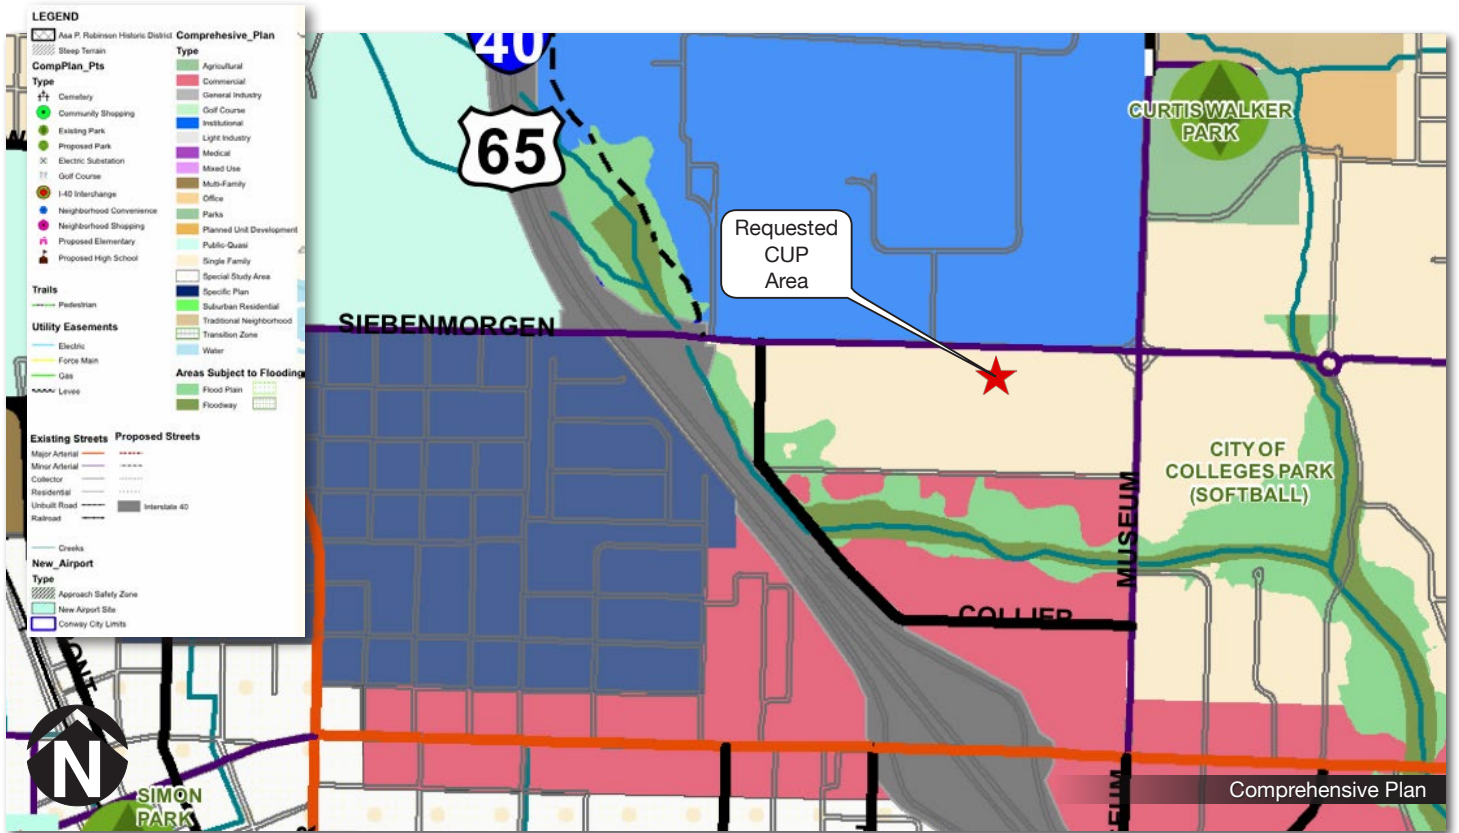 LEGEND
Asa P. Robinson Historic District
Steep Terrain
CompPlan_Pts
Type
Cemetery
Community Shopping
Existing Park
Proposed Park
Electric Substation
Golf Course
I-40 Interchange
Neighborhood Convenience
Neighborhood Shopping
Proposed Elementary
Proposed High School
Trails
Pedestrian
Utility Easements
Electric
Force Main
Gas
Levee
Comprehesive_Plan
Type
Agricultural
Commercial
General Industry
Golf Course
Institutional
Light Industry
Medical
Mixed Use
Multi-Family
Office
Parks
Planned Unit Development
Public-Quasi
Single Family
Special Study Area
Specific Plan
Suburban Residential
Traditional Neighborhood
Transition Zone
Water
Areas Subject to Flooding
Flood Plain
Floodway
Existing Streets
Proposed Streets
Major Arterial
Minor Arterial
Collector
Residential
Unbuilt Road
Railroad
Interstate 40
Creeks
New_Airport
Type
Approach Safety Zone
New Airport Site
Conway City Limits
40
65
CURTIS WALKER
PARK
Requested
CUP
Area
SIEBENMORGEN
CITY OF
COLLEGES PARK
(SOFTBALL)
MUSEUM
COLLIER
N
SIMON
PARK
Comprehensive Plan